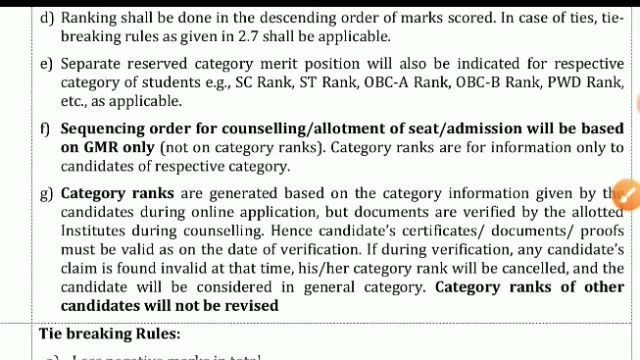 d) Ranking shall be done in the descending order of marks scored. In case of ties, tie-
breaking rules as given in 2.7 shall be applicable.
e) Separate reserved category merit position will also be indicated for respective
category of students e.g., SC Rank, ST Rank, OBC-A Rank, OBC-B Rank, PWD Rank,
etc., as applicable.
f) Sequencing order for counselling/allotment of seat/admission will be based
on GMR only (not on category ranks). Category ranks are for information only to
candidates of respective category.
g) Category ranks are generated based on the category information given by the
candidates during online application, but documents are verified by the allotted
Institutes during counselling. Hence candidate's certificates/ documents/ proofs
must be valid as on the date of verification. If during verification, any candidate's
claim is found invalid at that time, his/her category rank will be cancelled, and the
candidate will be considered in general category. Category ranks of other
candidates will not be revised
Tie breaking Rules: